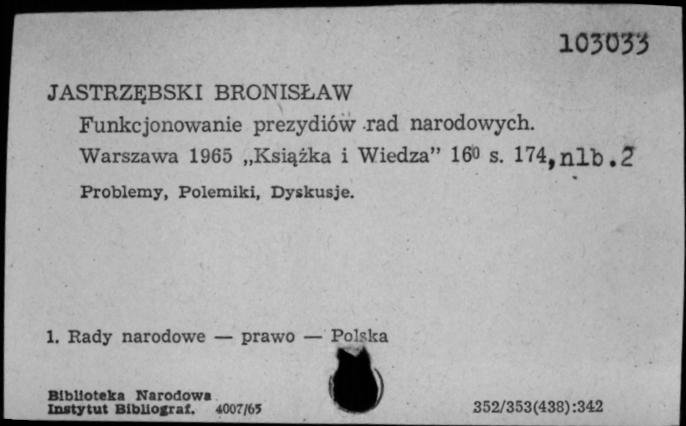 103033
JASTRZĘBSKI BRONISŁAW
Funkcjonowanie prezydiów rad narodowych.
Warszawa 1965 „Książka i Wiedza” 16⁰ s. 174, nlb.2
Problemy, Polemiki, Dyskusje.
1. Rady narodowe — prawo — Polska
Biblioteka Narodowa
Instytut Bibliograf. 4007/65
352/353(438):342